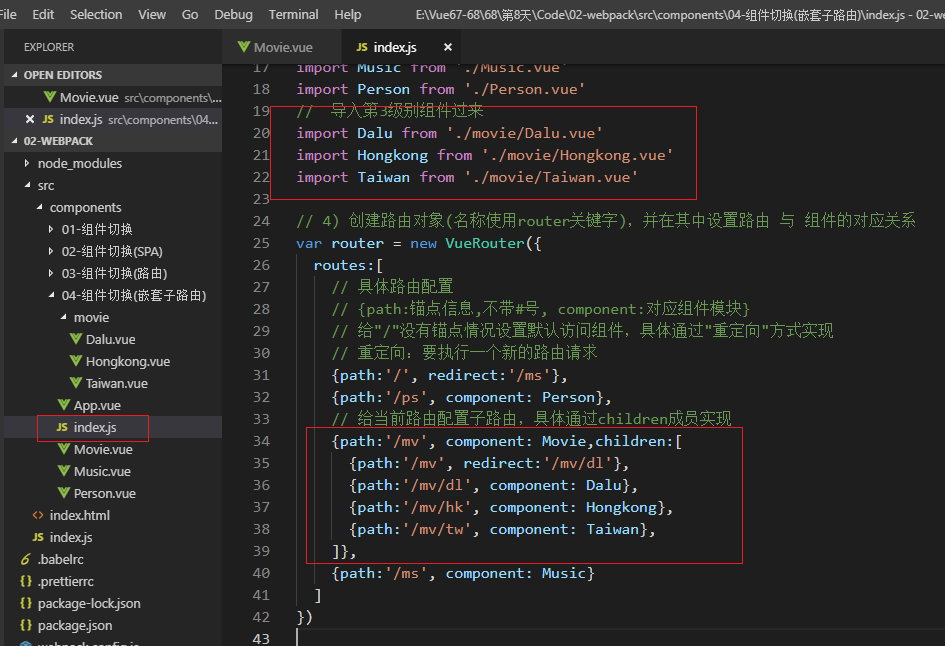 File Edit Selection View Go Debug Terminal Help E:\Vue67-68\68\第8天\Code\02-webpack\src\components\04-组件切换(嵌套子路由)\index.js - 02-we
EXPLORER
OPEN EDITORS
Movie.vue src\components\...
× JS index.js src\components\04...
02-WEBPACK
node_modules
src
components
01-组件切换
02-组件切换(SPA)
03-组件切换(路由)
04-组件切换(嵌套子路由)
movie
Dalu.vue
Hongkong.vue
Taiwan.vue
App.vue
JS index.js
Movie.vue
Music.vue
Person.vue
<> index.html
JS index.js
.babelrc
{} .prettierrc
{} package-lock.json
{} package.json
webpack.config.js
Movie.vue JS index.js ×
17 import Music from './Music.vue'
18 import Person from './Person.vue'
19 // 导入第3级别组件过来
20 import Dalu from './movie/Dalu.vue'
21 import Hongkong from './movie/Hongkong.vue'
22 import Taiwan from './movie/Taiwan.vue'
23
24 // 4) 创建路由对象(名称使用router关键字), 并在其中设置路由 与 组件的对应关系
25 var router = new VueRouter({
26 routes:[
27 // 具体路由配置
28 // {path:锚点信息,不带#号, component:对应组件模块}
29 // 给"/"没有锚点情况设置默认访问组件, 具体通过"重定向"方式实现
30 // 重定向: 要执行一个新的路由请求
31 {path:'/', redirect:'/ms'},
32 {path:'/ps', component: Person},
33 // 给当前路由配置子路由, 具体通过children成员实现
34 {path:'/mv', component: Movie,children:[
35 {path:'/mv', redirect:'/mv/dl'},
36 {path:'/mv/dl', component: Dalu},
37 {path:'/mv/hk', component: Hongkong},
38 {path:'/mv/tw', component: Taiwan},
39 ]},
40 {path:'/ms', component: Music}
41 ]
42 })
43